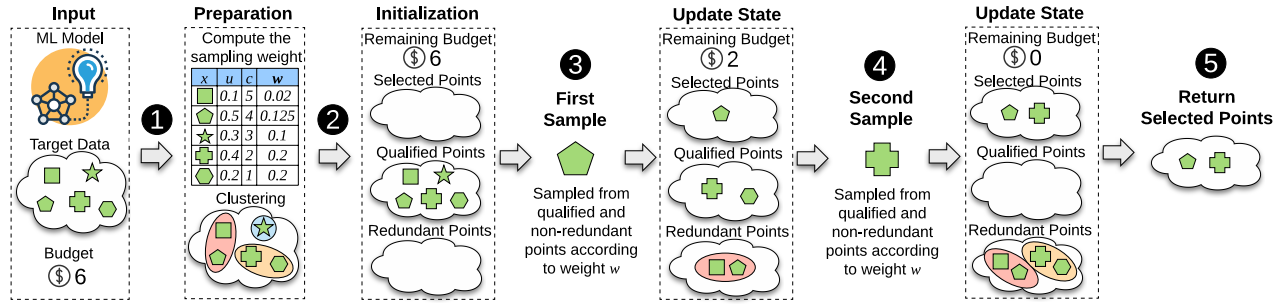 Input
ML Model
Target Data
Budget
$ 6
1
Preparation
Compute the
sampling weight
x u c w
0.1 5 0.02
0.5 4 0.125
0.3 3 0.1
0.4 2 0.2
0.2 1 0.2
Clustering
2
Initialization
Remaining Budget
$ 6
Selected Points
Qualified Points
Redundant Points
3
First
Sample
Sampled from
qualified and
non-redundant
points according
to weight w
Update State
Remaining Budget
$ 2
Selected Points
Qualified Points
Redundant Points
4
Second
Sample
Sampled from
qualified and
non-redundant
points according
to weight w
Update State
Remaining Budget
$ 0
Selected Points
Qualified Points
Redundant Points
5
Return
Selected Points